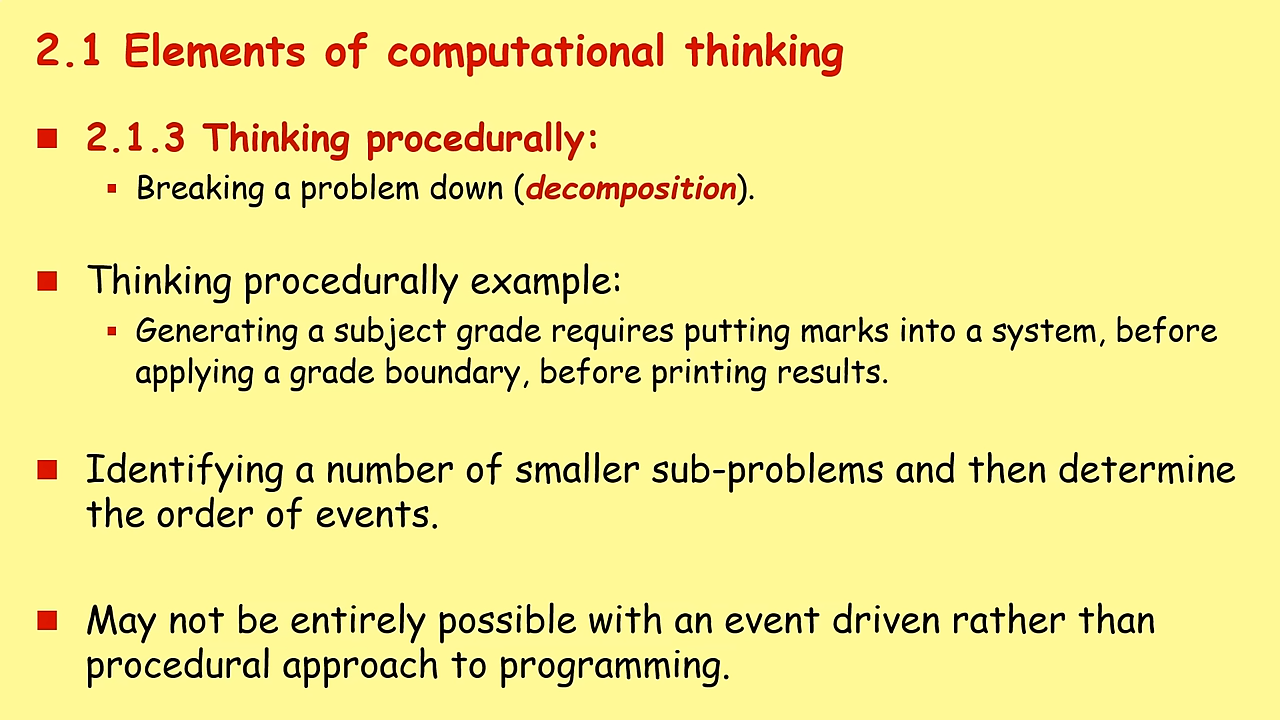 2.1 Elements of computational thinking
2.1.3 Thinking procedurally:
Breaking a problem down (decomposition).
Thinking procedurally example:
Generating a subject grade requires putting marks into a system, before
applying a grade boundary, before printing results.
Identifying a number of smaller sub-problems and then determine
the order of events.
May not be entirely possible with an event driven rather than
procedural approach to programming.